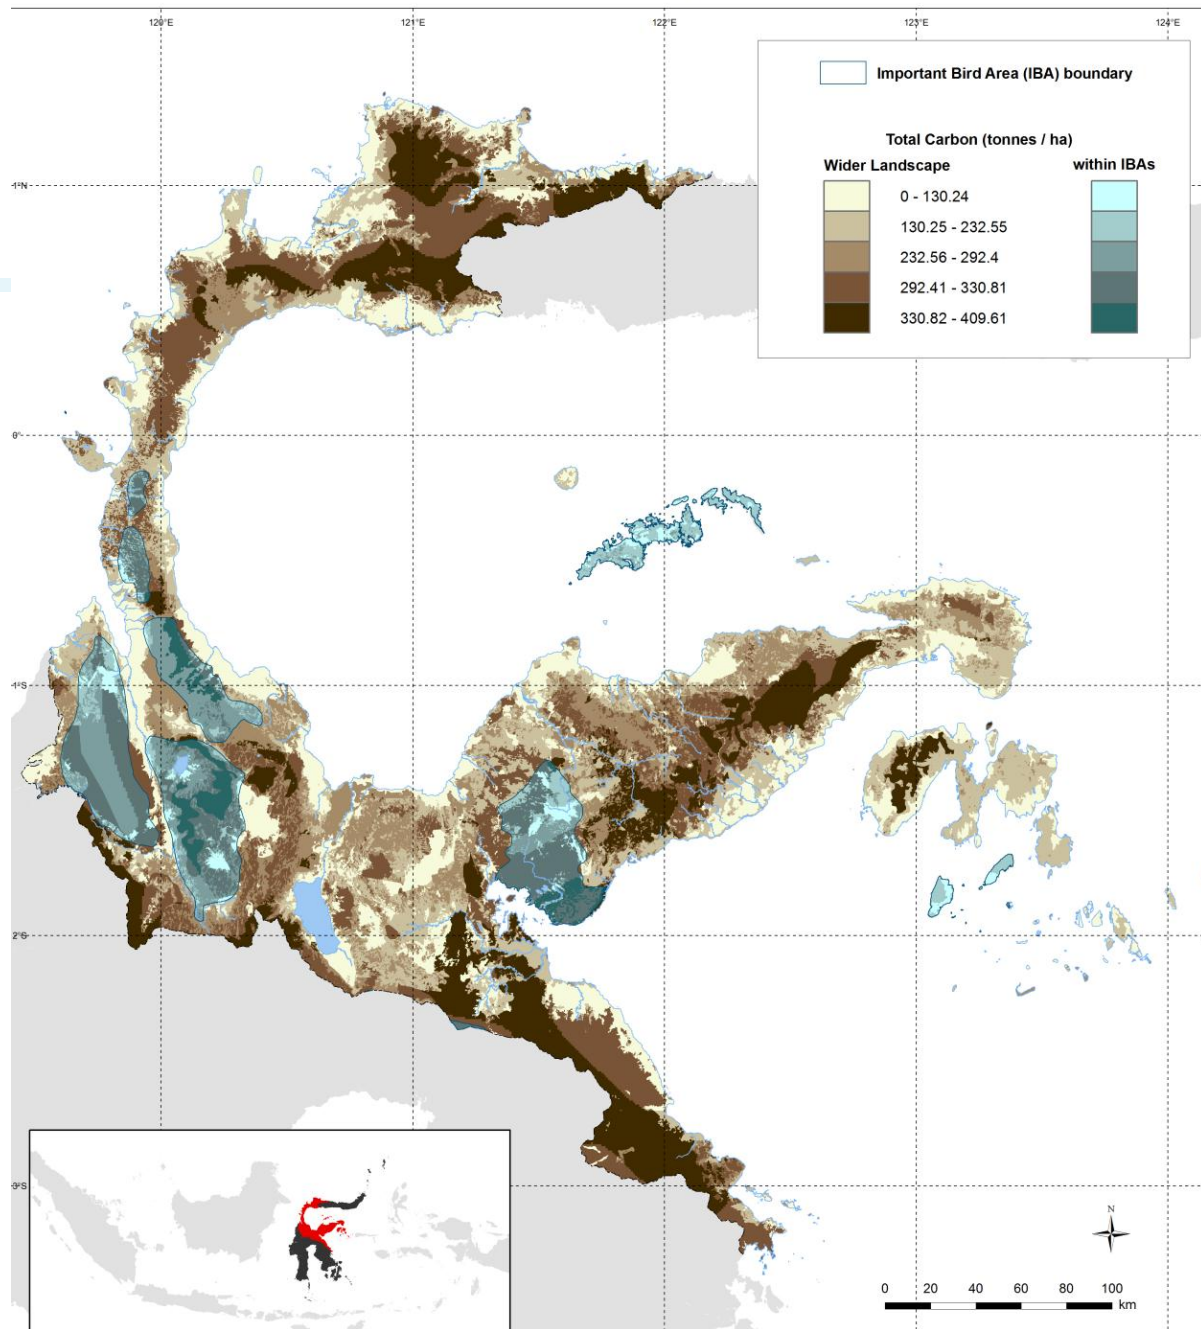 120°E 121°E 122°E 123°E 124°E
Important Bird Area (IBA) boundary
Total Carbon (tonnes / ha)
Wider Landscape within IBAs
0 - 130.24
130.25 - 232.55
232.56 - 292.4
292.41 - 330.81
330.82 - 409.61
1°N
0°
1°S
2°S
3°S
N
0 20 40 60 80 100
km